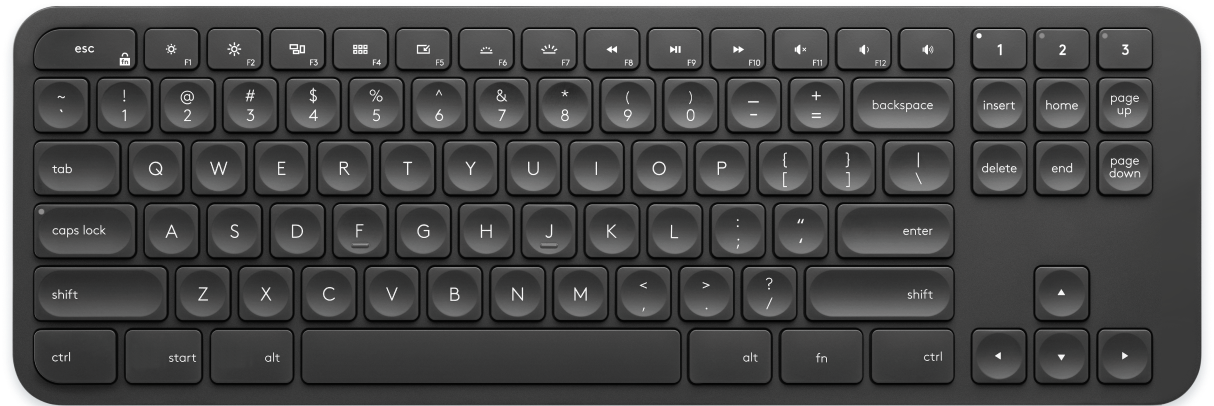 esc fn F1 F2 F3 F4 F5 F6 F7 F8 F9 F10 F11 F12 1 2 3
~ ! @ # $ % ^ & * ( ) _ +
` 1 2 3 4 5 6 7 8 9 0 - = backspace insert home page up
tab Q W E R T Y U I O P { } |
[ ] \ delete end page down
caps lock A S D F G H J K L : “ enter
; ‘
shift Z X C V B N M < > ? shift
, . /
ctrl start alt alt fn ctrl